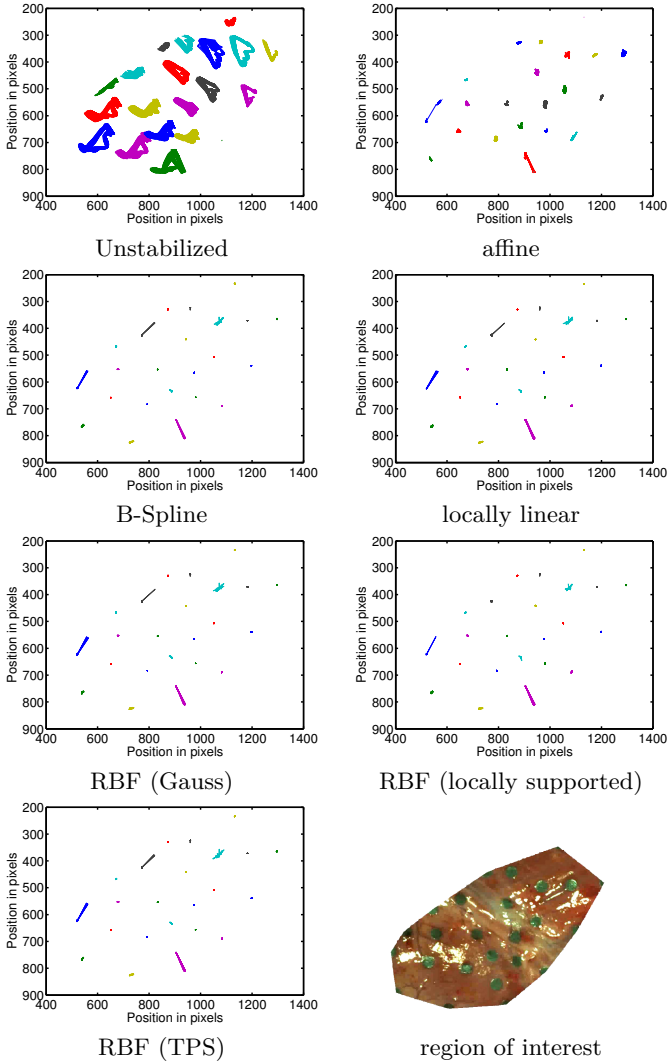 200
300
400
500
600
700
800
900
Position in pixels
400 600 800 1000 1200 1400
Position in pixels
Unstabilized
200
300
400
500
600
700
800
900
Position in pixels
400 600 800 1000 1200 1400
Position in pixels
affine
200
300
400
500
600
700
800
900
Position in pixels
400 600 800 1000 1200 1400
Position in pixels
B-Spline
200
300
400
500
600
700
800
900
Position in pixels
400 600 800 1000 1200 1400
Position in pixels
locally linear
200
300
400
500
600
700
800
900
Position in pixels
400 600 800 1000 1200 1400
Position in pixels
RBF (Gauss)
200
300
400
500
600
700
800
900
Position in pixels
400 600 800 1000 1200 1400
Position in pixels
RBF (locally supported)
200
300
400
500
600
700
800
900
Position in pixels
400 600 800 1000 1200 1400
Position in pixels
RBF (TPS)
region of interest